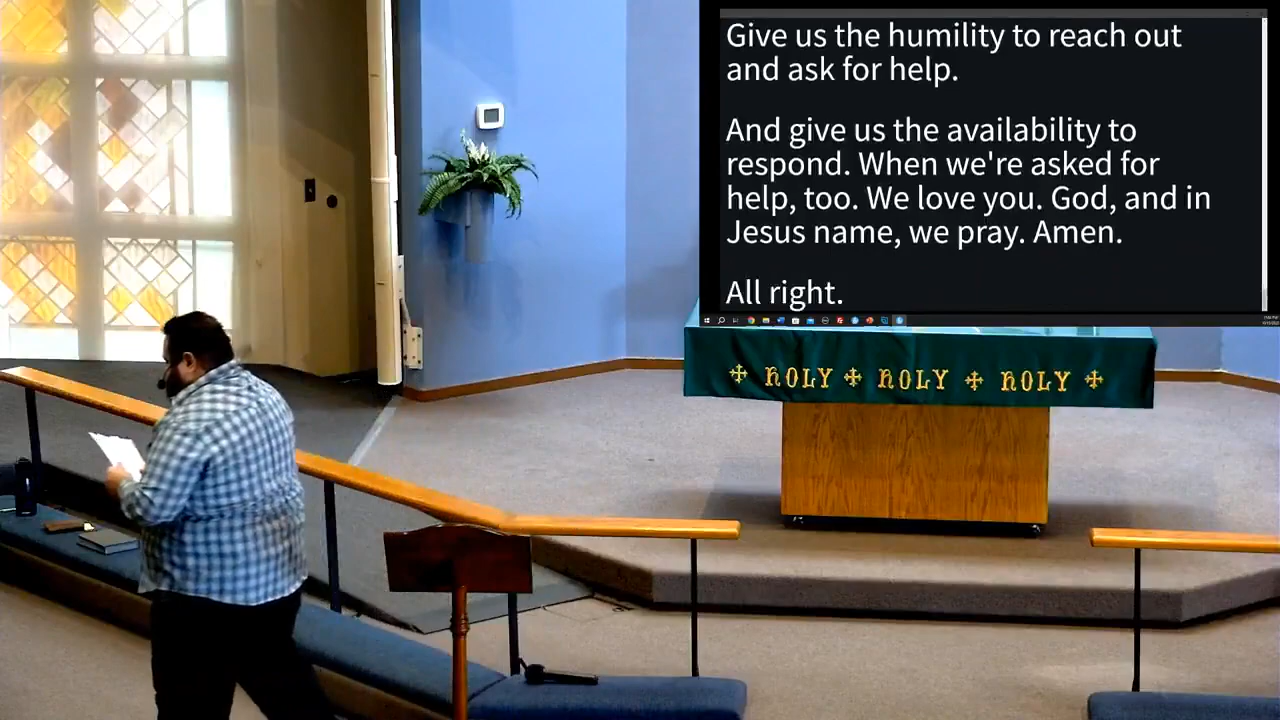 Give us the humility to reach out
and ask for help.
And give us the availability to
respond. When we're asked for
help, too. We love you. God, and in
Jesus name, we pray. Amen.
All right.
HOLY HOLY HOLY